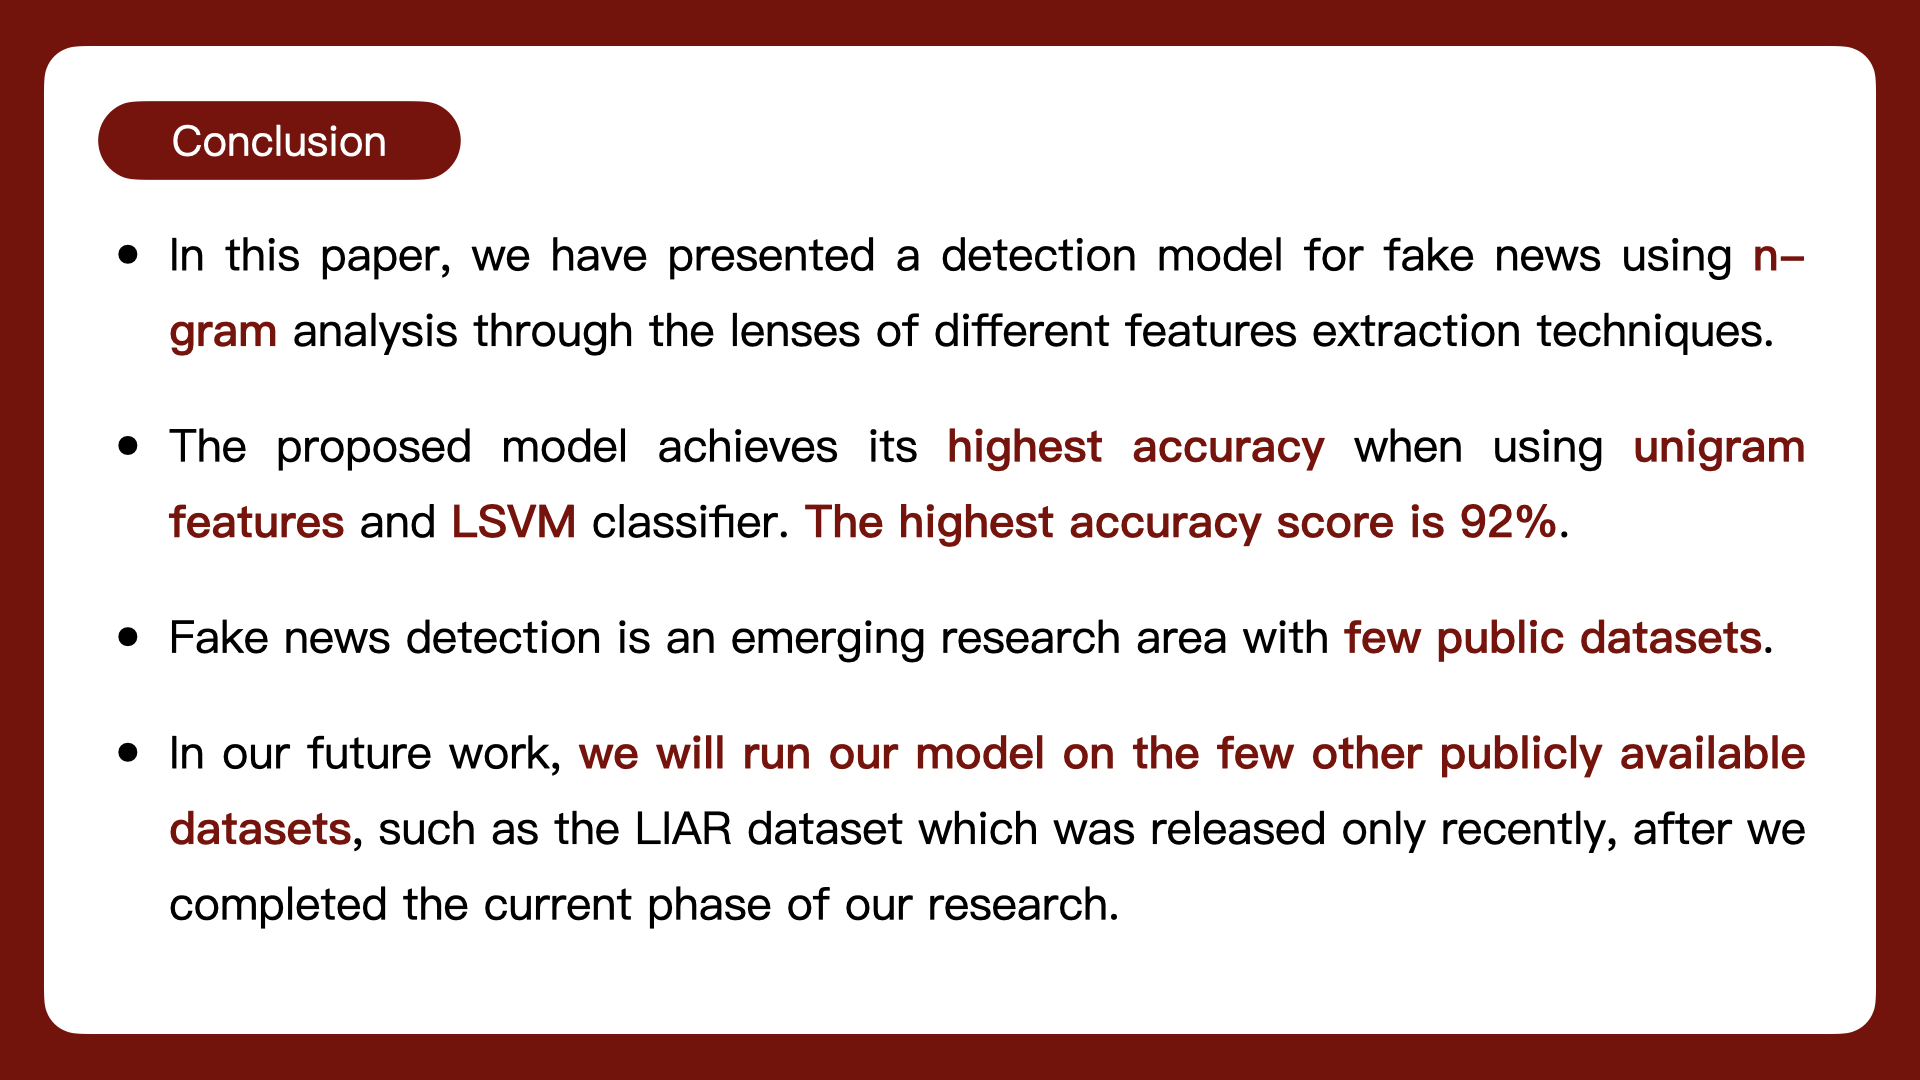 Conclusion
• In this paper, we have presented a detection model for fake news using n-
gram analysis through the lenses of different features extraction techniques.
• The proposed model achieves its highest accuracy when using unigram
features and LSVM classifier. The highest accuracy score is 92%.
• Fake news detection is an emerging research area with few public datasets.
• In our future work, we will run our model on the few other publicly available
datasets, such as the LIAR dataset which was released only recently, after we
completed the current phase of our research.